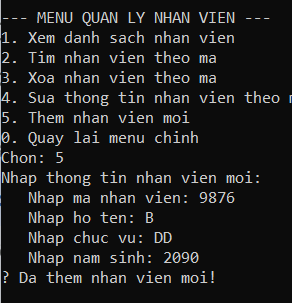 --- MENU QUAN LY NHAN VIEN ---
1. Xem danh sach nhan vien
2. Tim nhan vien theo ma
3. Xoa nhan vien theo ma
4. Sua thong tin nhan vien theo
5. Them nhan vien moi
0. Quay lai menu chinh
Chon: 5
Nhap thong tin nhan vien moi:
Nhap ma nhan vien: 9876
Nhap ho ten: B
Nhap chuc vu: DD
Nhap nam sinh: 2090
? Da them nhan vien moi!